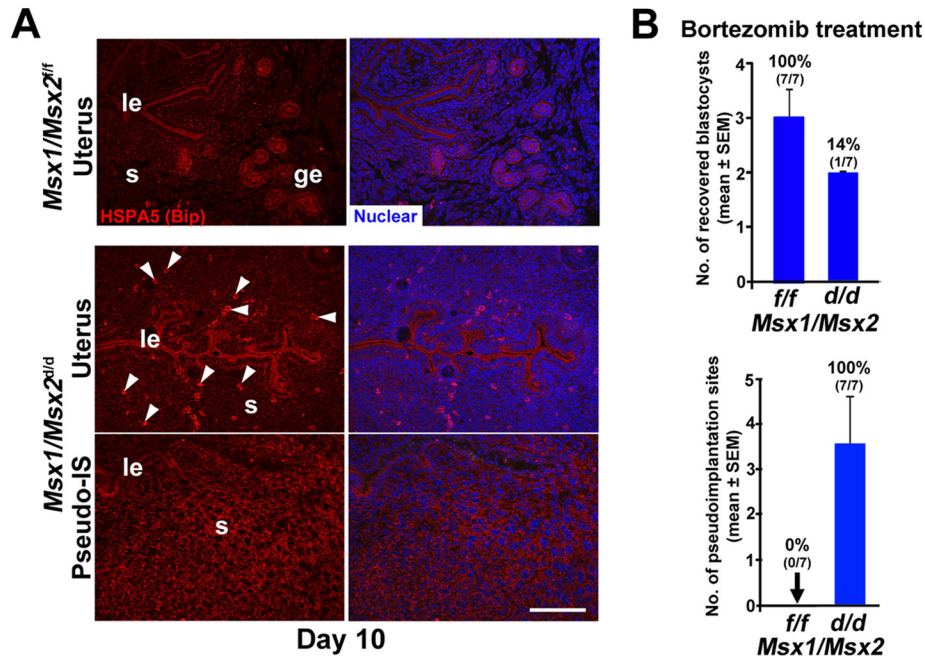 A
Msx1/Msx2f/f
Uterus
le
s
ge
HSPA5 (Bip)
Nuclear
Msx1/Msx2d/d
Uterus
le
s
Pseudo-IS
le
s
Day 10
B
Bortezomib treatment
No. of recovered blastocysts
(mean ± SEM)
4
3
2
1
0
100%
(7/7)
14%
(1/7)
f/f d/d
Msx1/Msx2
No. of pseudoimplantation sites
(mean ± SEM)
5
4
3
2
1
0
0%
(0/7)
100%
(7/7)
f/f d/d
Msx1/Msx2